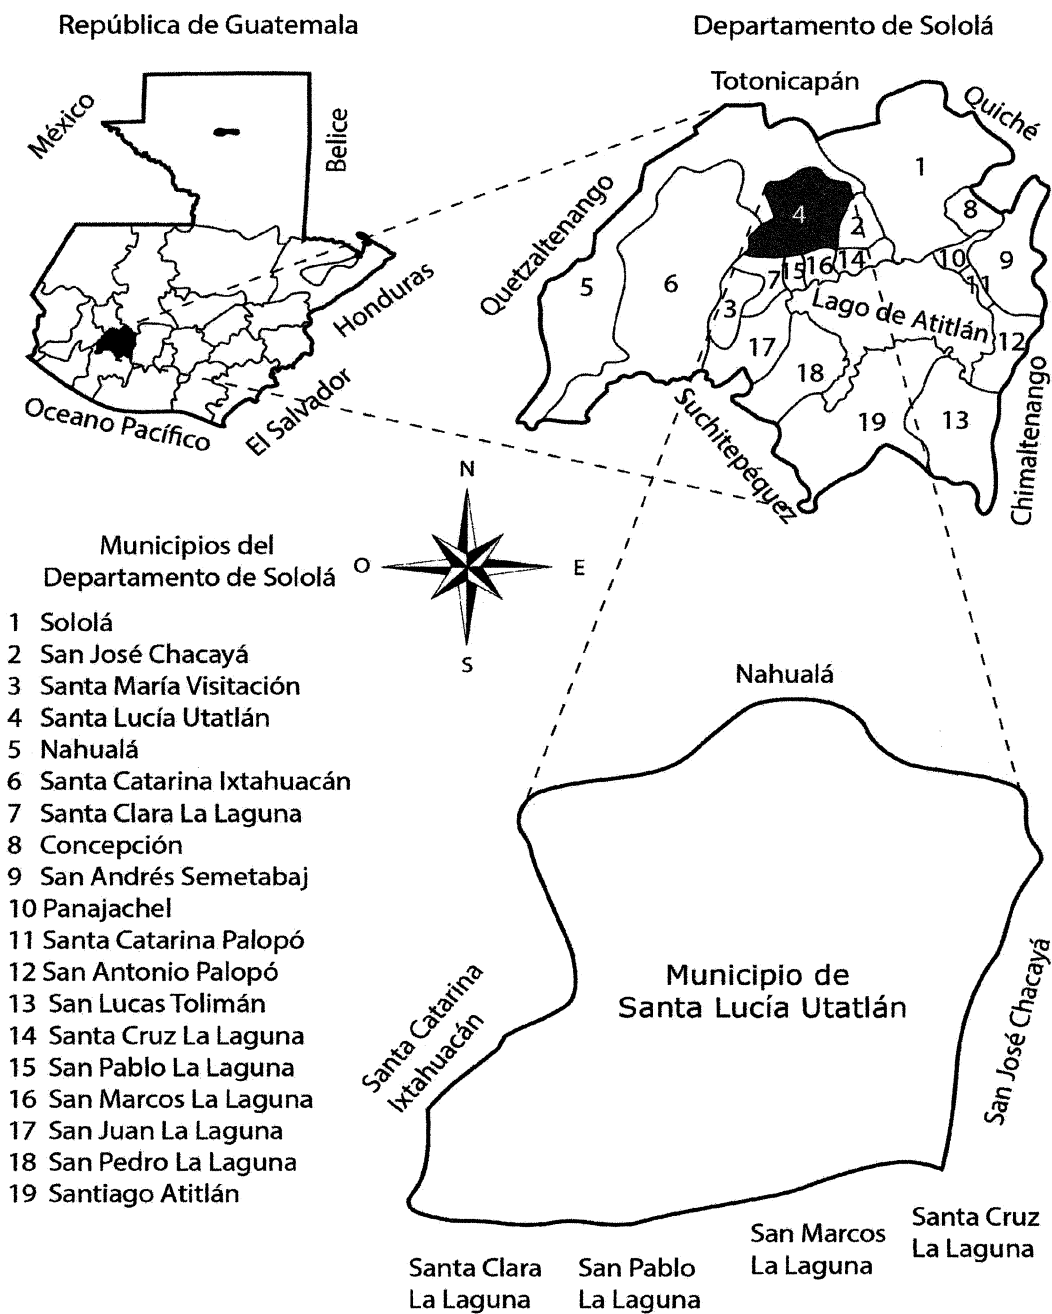 República de Guatemala
México
Belice
Honduras
El Salvador
Oceano Pacífico
Departamento de Sololá
Totonicapán
Quiché
Quetzaltenango
Suchitepéquez
Chimaltenango
Lago de Atitlán
1
2
3
4
5
6
7
8
9
10
11
12
13
14
15
16
17
18
19
N
O
E
S
Municipios del
Departamento de Sololá
1 Sololá
2 San José Chacayá
3 Santa María Visitación
4 Santa Lucía Utatlán
5 Nahualá
6 Santa Catarina Ixtahuacán
7 Santa Clara La Laguna
8 Concepción
9 San Andrés Semetabaj
10 Panajachel
11 Santa Catarina Palopó
12 San Antonio Palopó
13 San Lucas Tolimán
14 Santa Cruz La Laguna
15 San Pablo La Laguna
16 San Marcos La Laguna
17 San Juan La Laguna
18 San Pedro La Laguna
19 Santiago Atitlán
Nahualá
Santa Catarina
Ixtahuacán
Municipio de
Santa Lucía Utatlán
San José Chacayá
Santa Clara
La Laguna
San Pablo
La Laguna
San Marcos
La Laguna
Santa Cruz
La Laguna